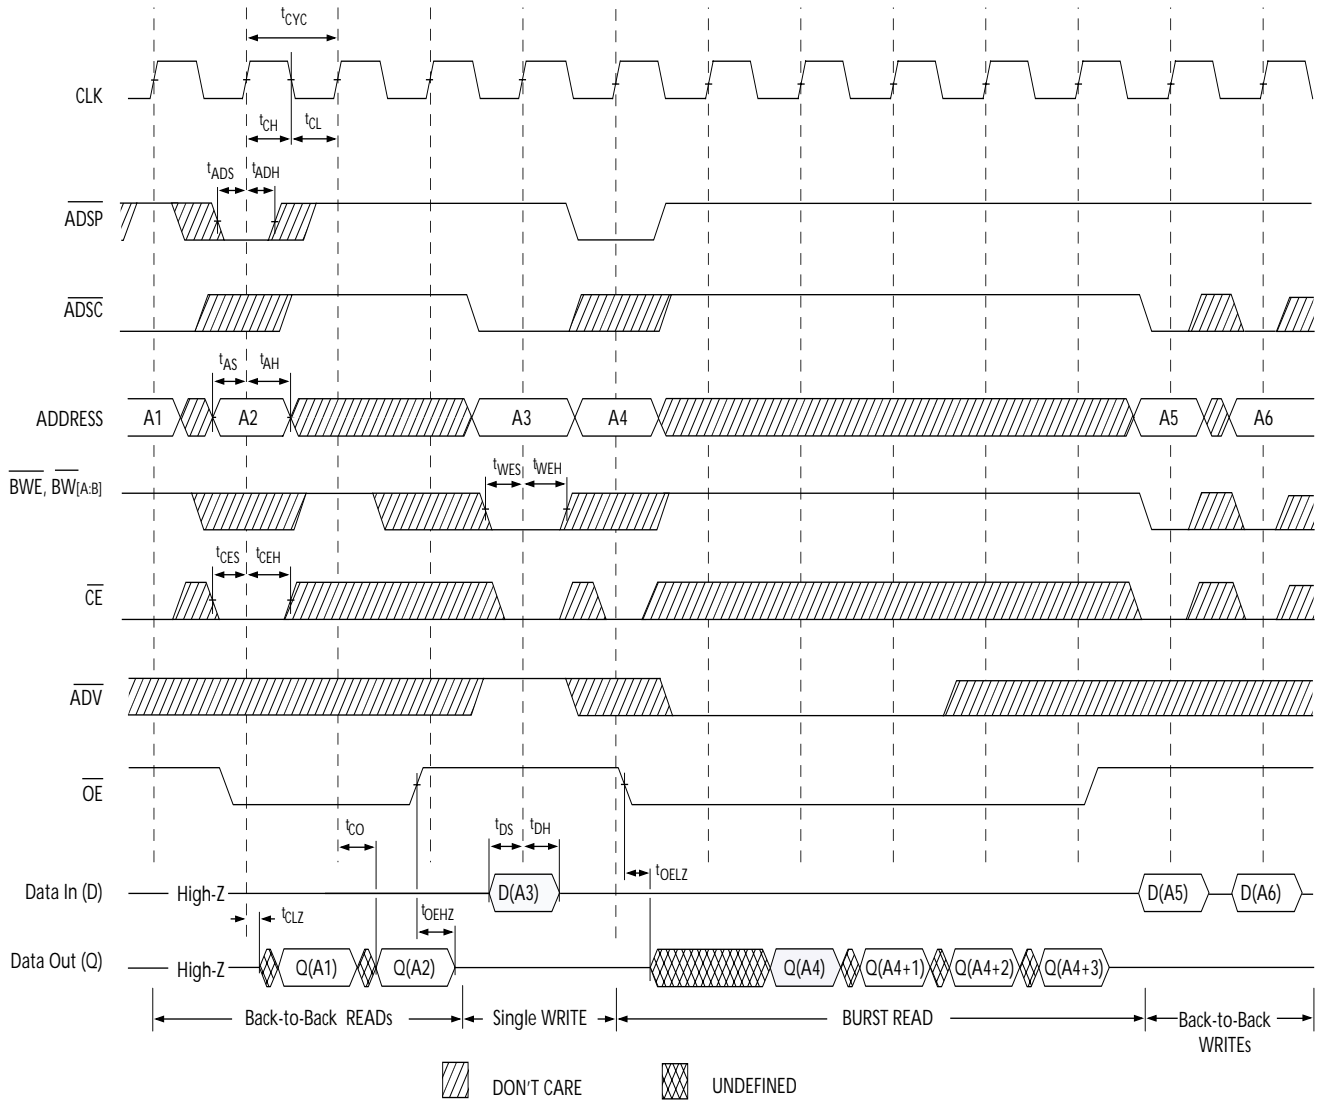 tCYC
CLK
tCH tCL
tADS tADH
ADSP
ADSC
tAS tAH
ADDRESS A1 A2 A3 A4 A5 A6
tWES tWEH
BWE, BW[A:B]
tCES tCEH
CE
ADV
OE
tCO tDS tDH
tOELZ
Data In (D) High-Z D(A3) D(A5) D(A6)
tCLZ tOEHZ
Data Out (Q) High-Z Q(A1) Q(A2) Q(A4) Q(A4+1) Q(A4+2) Q(A4+3)
Back-to-Back READs Single WRITE BURST READ Back-to-Back
WRITEs
DON'T CARE UNDEFINED